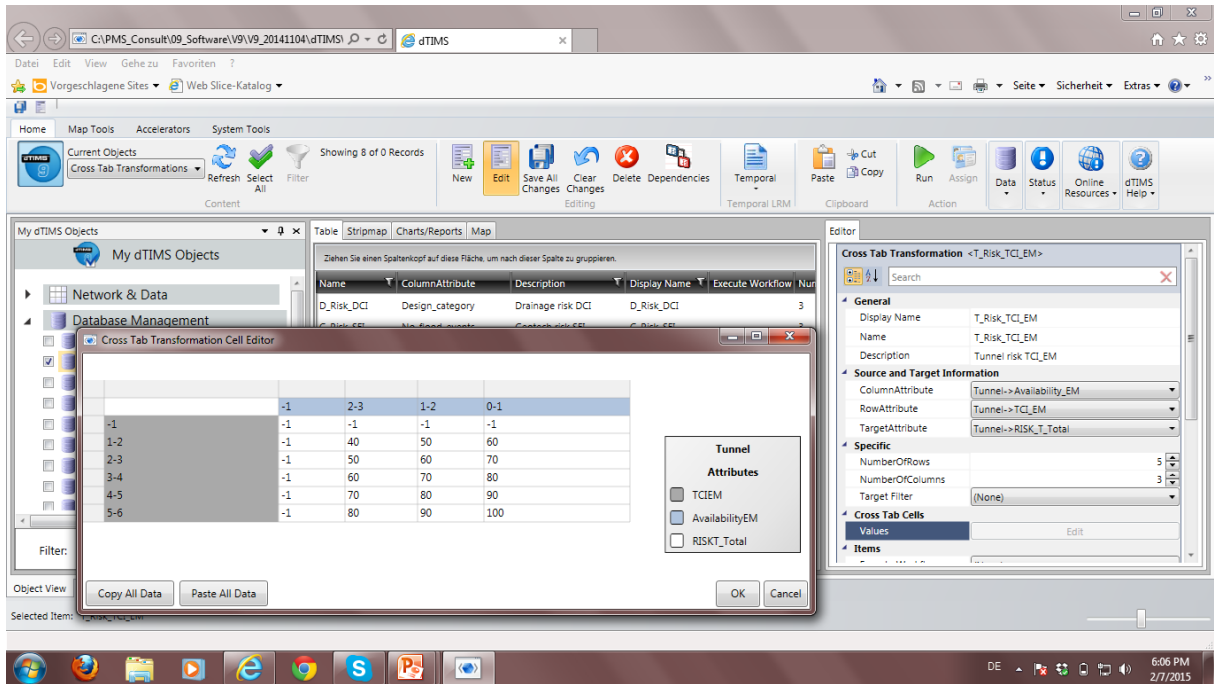 C:\PMS_Consult\09_Software\V9\V9_20141104\dTIMS\
dTIMS
Datei Edit View Gehe zu Favoriten ?
Vorgeschlagene Sites Web Slice-Katalog
Seite Sicherheit Extras
Home Map Tools Accelerators System Tools
dTIMS 9
Current Objects
Cross Tab Transformations
Refresh
Select All
Filter
Content
Showing 8 of 0 Records
New
Edit
Save All Changes
Clear Changes
Delete
Dependencies
Editing
Temporal
Temporal LRM
Paste
Cut
Copy
Clipboard
Run
Assign
Action
Data
Status
Online Resources
dTIMS Help
My dTIMS Objects
My dTIMS Objects
Network & Data
Database Management
Filter:
Object View
Selected Item: T_Risk_TCI_EM
Table Stripmap Charts/Reports Map
Ziehen Sie einen Spaltenkopf auf diese Fläche, um nach dieser Spalte zu gruppieren.
Name ColumnAttribute Description Display Name Execute Workflow Nun
D_Risk_DCI Design_category Drainage risk DCI D_Risk_DCI 3
Cross Tab Transformation Cell Editor
-1 2-3 1-2 0-1
-1 -1 -1 -1 -1
1-2 -1 40 50 60
2-3 -1 50 60 70
3-4 -1 60 70 80
4-5 -1 70 80 90
5-6 -1 80 90 100
Tunnel
Attributes
TCIEM
AvailabilityEM
RISKT_Total
Copy All Data Paste All Data OK Cancel
Editor
Cross Tab Transformation <T_Risk_TCI_EM>
Search
General
Display Name T_Risk_TCI_EM
Name T_Risk_TCI_EM
Description Tunnel risk TCI_EM
Source and Target Information
ColumnAttribute Tunnel->Availability_EM
RowAttribute Tunnel->TCI_EM
TargetAttribute Tunnel->RISK_T_Total
Specific
NumberOfRows 5
NumberOfColumns 3
Target Filter (None)
Cross Tab Cells
Values Edit
Items
DE
6:06 PM
2/7/2015